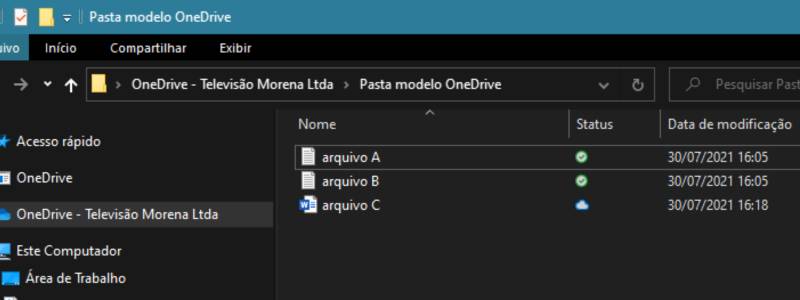 Pasta modelo OneDrive
uivo Início Compartilhar Exibir
OneDrive - Televisão Morena Ltda > Pasta modelo OneDrive
Pesquisar Past
Nome Status Data de modificação
Acesso rápido
OneDrive
OneDrive - Televisão Morena Ltda
Este Computador
Área de Trabalho
arquivo A 30/07/2021 16:05
arquivo B 30/07/2021 16:05
W arquivo C 30/07/2021 16:18